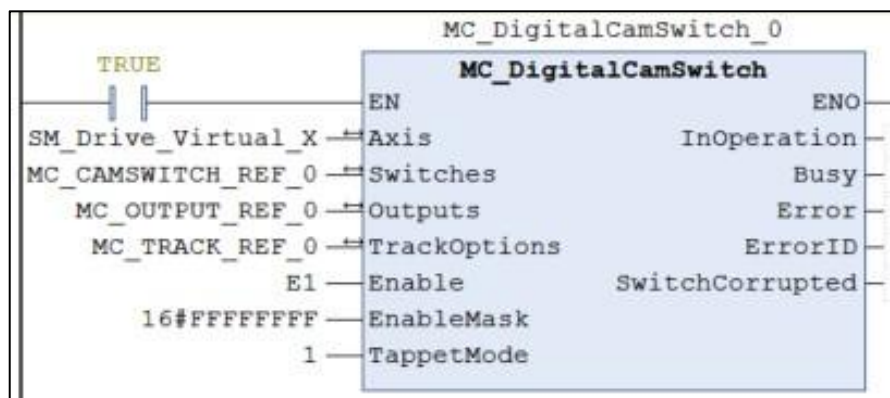 MC_DigitalCamSwitch_0
TRUE
MC_DigitalCamSwitch
EN ENO
SM_Drive_Virtual_X Axis InOperation
MC_CAMSWITCH_REF_0 Switches Busy
MC_OUTPUT_REF_0 Outputs Error
MC_TRACK_REF_0 TrackOptions ErrorID
E1 Enable SwitchCorrupted
16#FFFFFFFF EnableMask
1 TappetMode